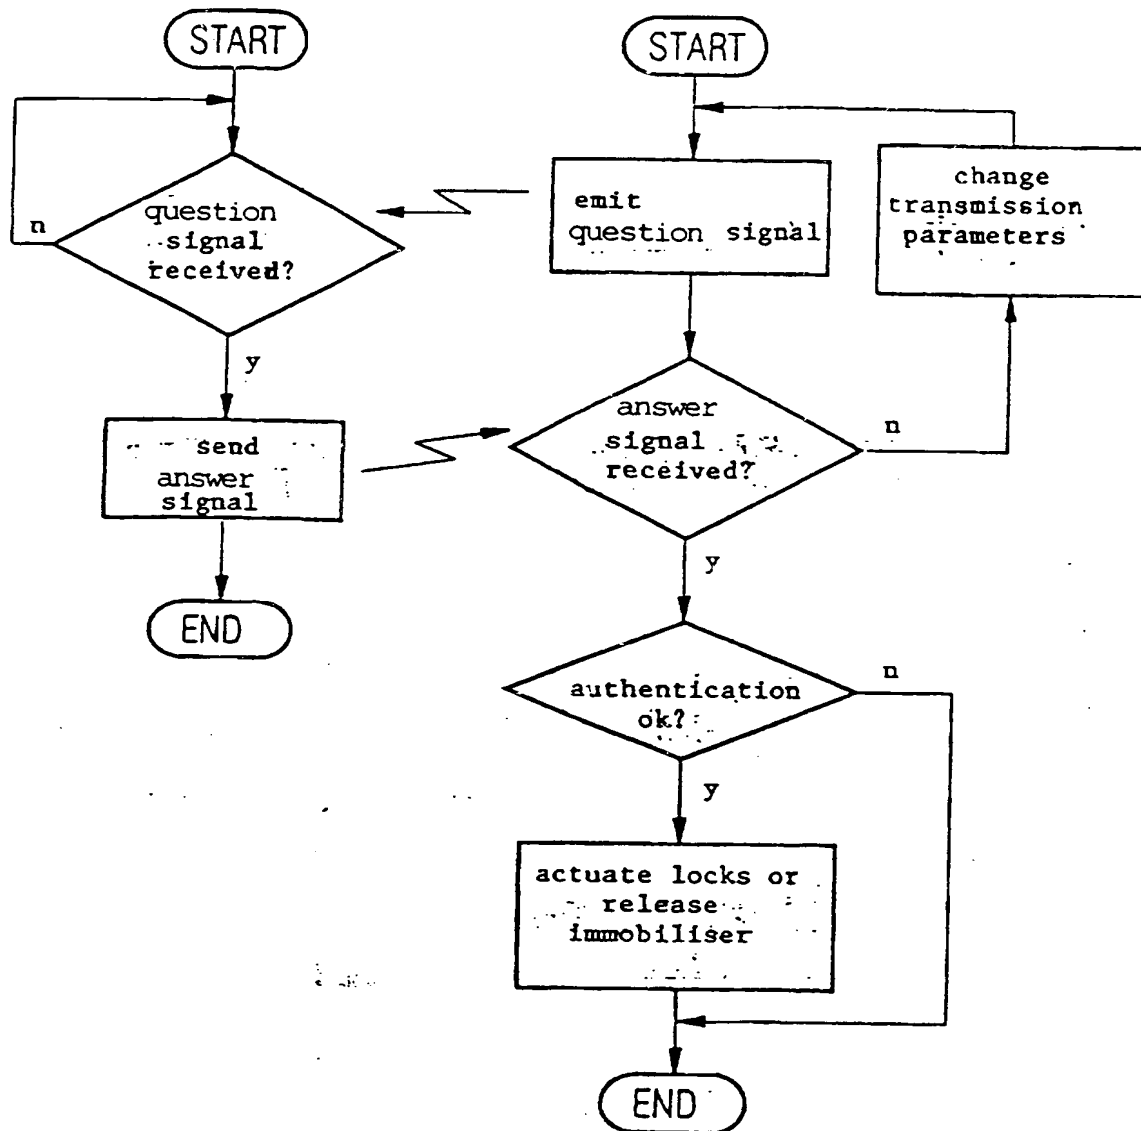 START
n
question
signal
received?
y
send
answer
signal
END
START
emit
question signal
change
transmission
parameters
answer
signal
received?
n
y
authentication
ok?
n
y
actuate locks or
release
immobiliser
END